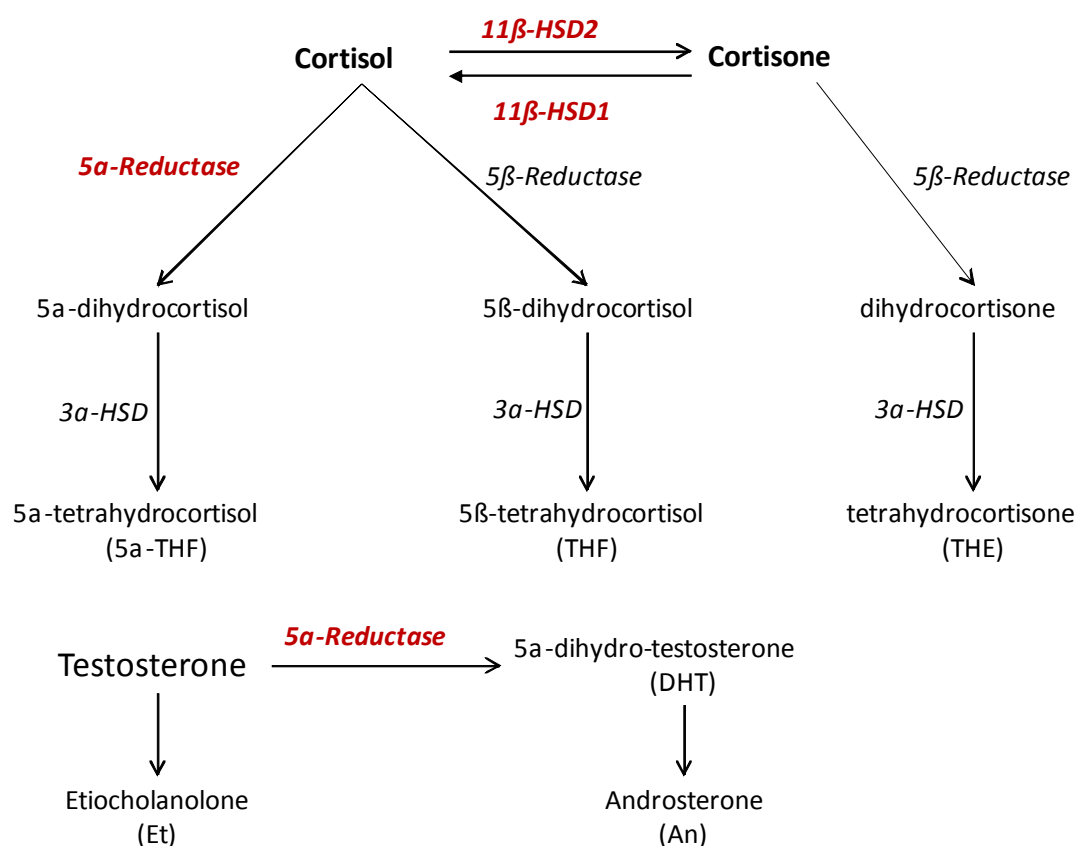 11ß-HSD2
Cortisol
Cortisone
11ß-HSD1
5a-Reductase
5ß-Reductase
5ß-Reductase
5a-dihydrocortisol
5ß-dihydrocortisol
dihydrocortisone
3a-HSD
3a-HSD
3a-HSD
5a-tetrahydrocortisol
(5a-THF)
5ß-tetrahydrocortisol
(THF)
tetrahydrocortisone
(THE)
5a-Reductase
Testosterone
5a-dihydro-testosterone
(DHT)
Etiocholanolone
(Et)
Androsterone
(An)